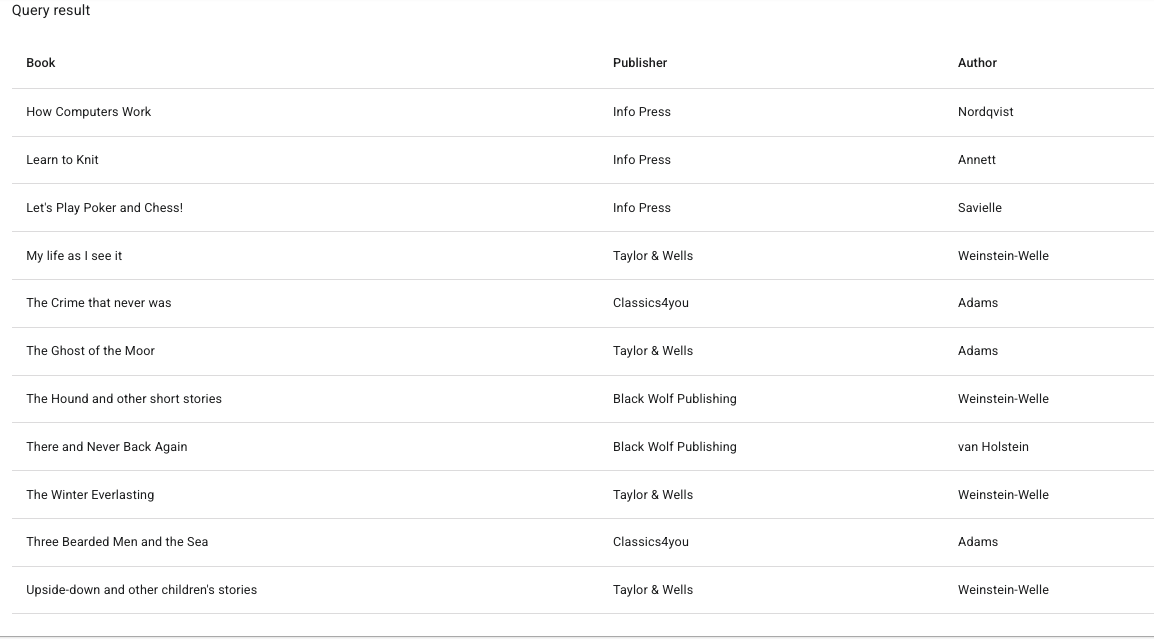 Query result
Book Publisher Author
How Computers Work Info Press Nordqvist
Learn to Knit Info Press Annett
Let's Play Poker and Chess! Info Press Savielle
My life as I see it Taylor & Wells Weinstein-Welle
The Crime that never was Classics4you Adams
The Ghost of the Moor Taylor & Wells Adams
The Hound and other short stories Black Wolf Publishing Weinstein-Welle
There and Never Back Again Black Wolf Publishing van Holstein
The Winter Everlasting Taylor & Wells Weinstein-Welle
Three Bearded Men and the Sea Classics4you Adams
Upside-down and other children's stories Taylor & Wells Weinstein-Welle